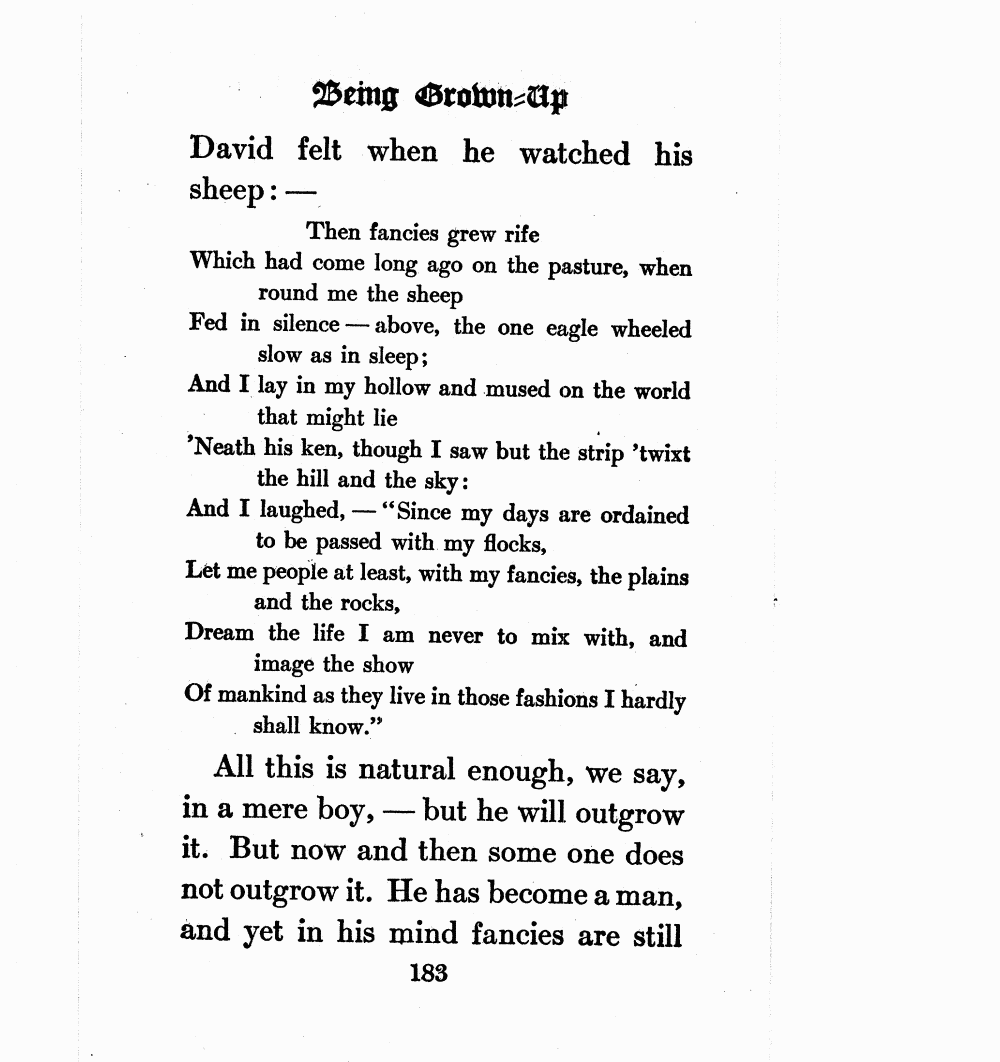 Being Grown-Up
David felt when he watched his
sheep: —
Then fancies grew rife
Which had come long ago on the pasture, when
round me the sheep
Fed in silence — above, the one eagle wheeled
slow as in sleep;
And I lay in my hollow and mused on the world
that might lie
’Neath his ken, though I saw but the strip ’twixt
the hill and the sky:
And I laughed, — “Since my days are ordained
to be passed with my flocks,
Let me people at least, with my fancies, the plains
and the rocks,
Dream the life I am never to mix with, and
image the show
Of mankind as they live in those fashions I hardly
shall know.”
All this is natural enough, we say,
in a mere boy, — but he will outgrow
it. But now and then some one does
not outgrow it. He has become a man,
and yet in his mind fancies are still
183